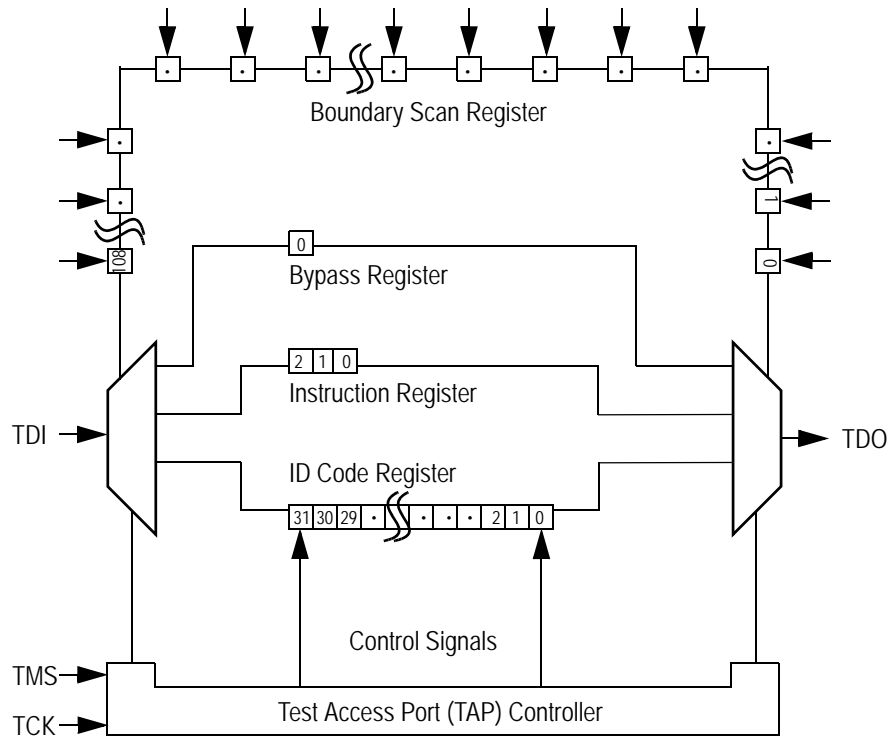 Boundary Scan Register
1
108
0
0
Bypass Register
2 1 0
Instruction Register
TDI
TDO
ID Code Register
31 30 29 . . . . 2 1 0
Control Signals
TMS
Test Access Port (TAP) Controller
TCK